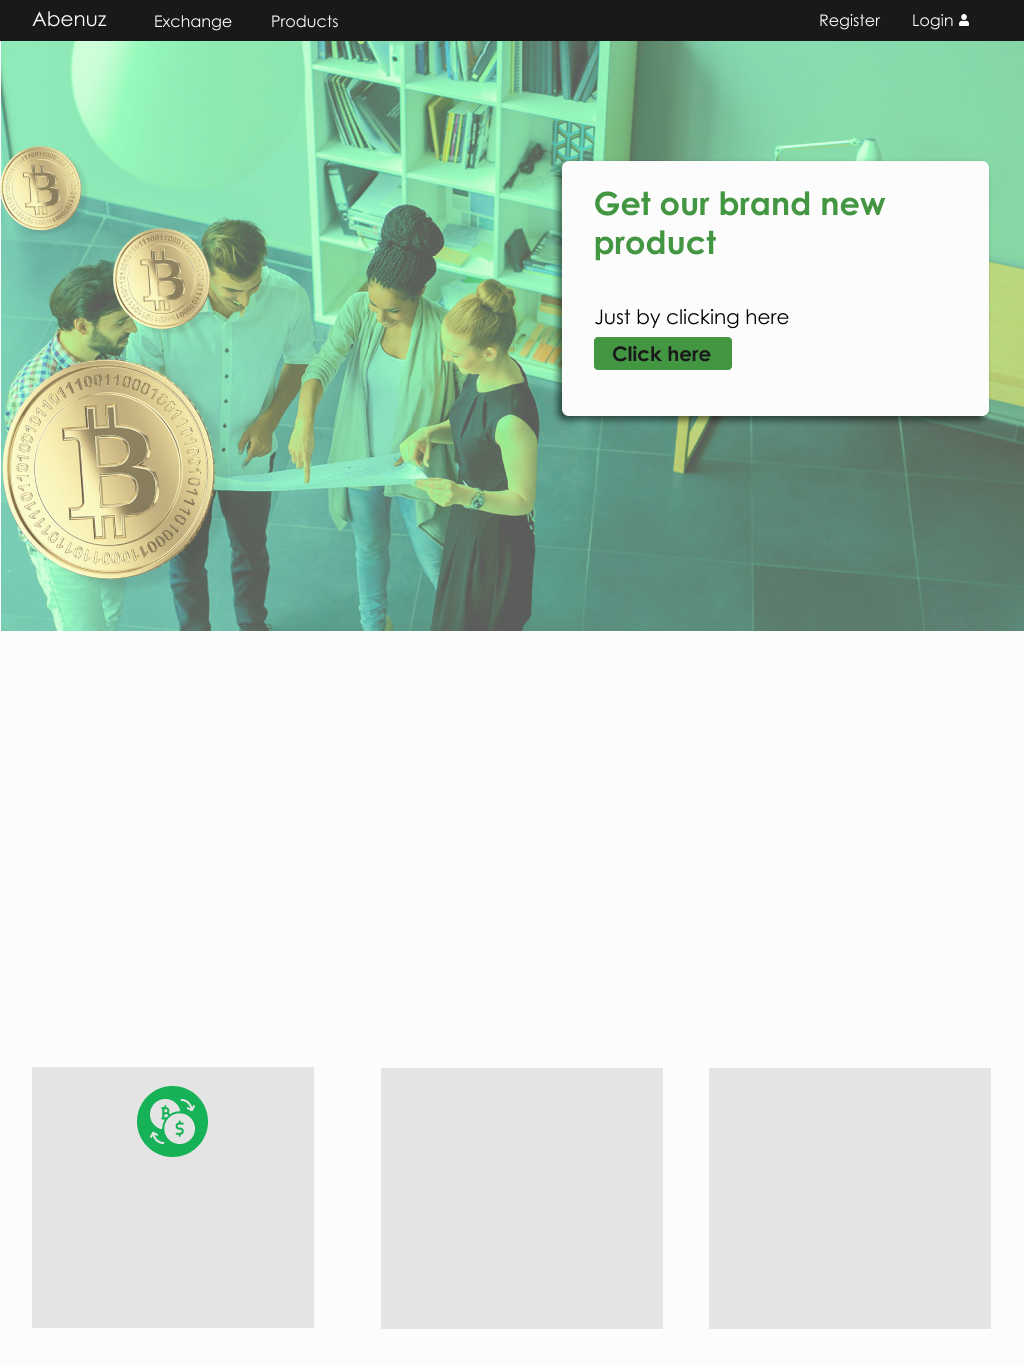 Abenuz
Exchange
Products
Register
Login
Get our brand new
product
Just by clicking here
Click here